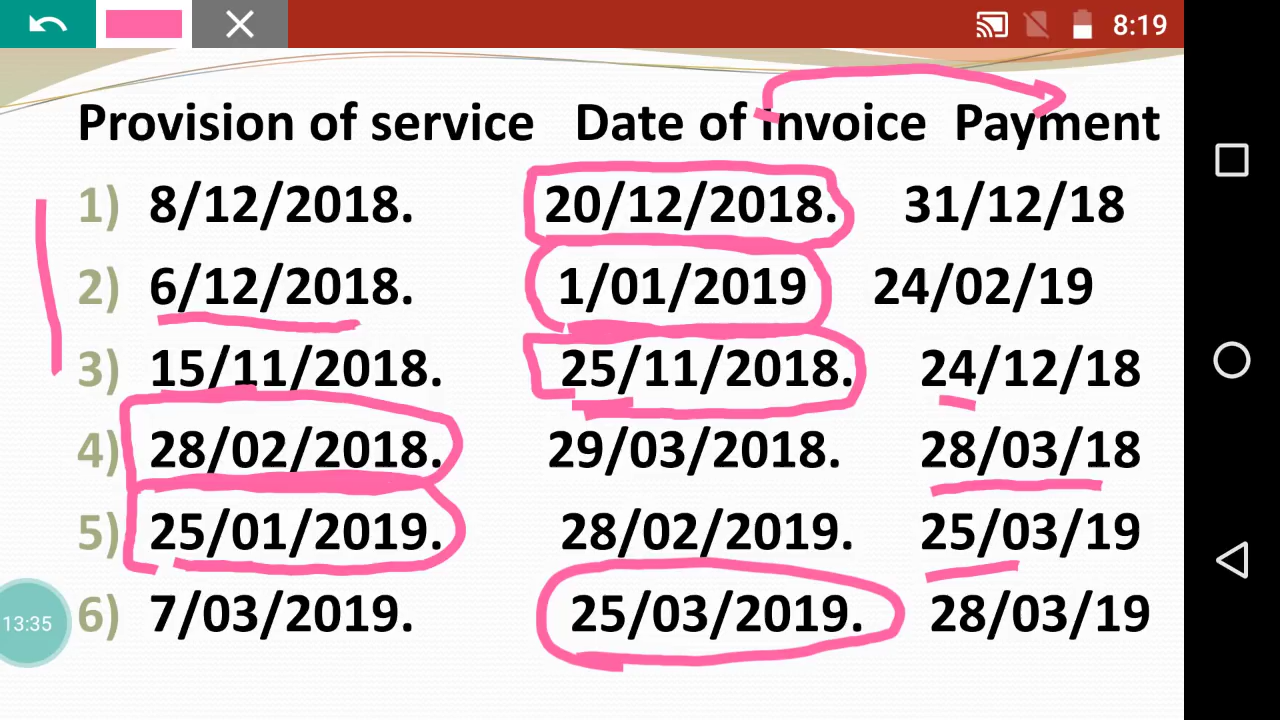 8:19
Provision of service Date of invoice Payment
1) 8/12/2018. 20/12/2018. 31/12/18
2) 6/12/2018. 1/01/2019 24/02/19
3) 15/11/2018. 25/11/2018. 24/12/18
4) 28/02/2018. 29/03/2018. 28/03/18
5) 25/01/2019. 28/02/2019. 25/03/19
6) 7/03/2019. 25/03/2019. 28/03/19
13:35